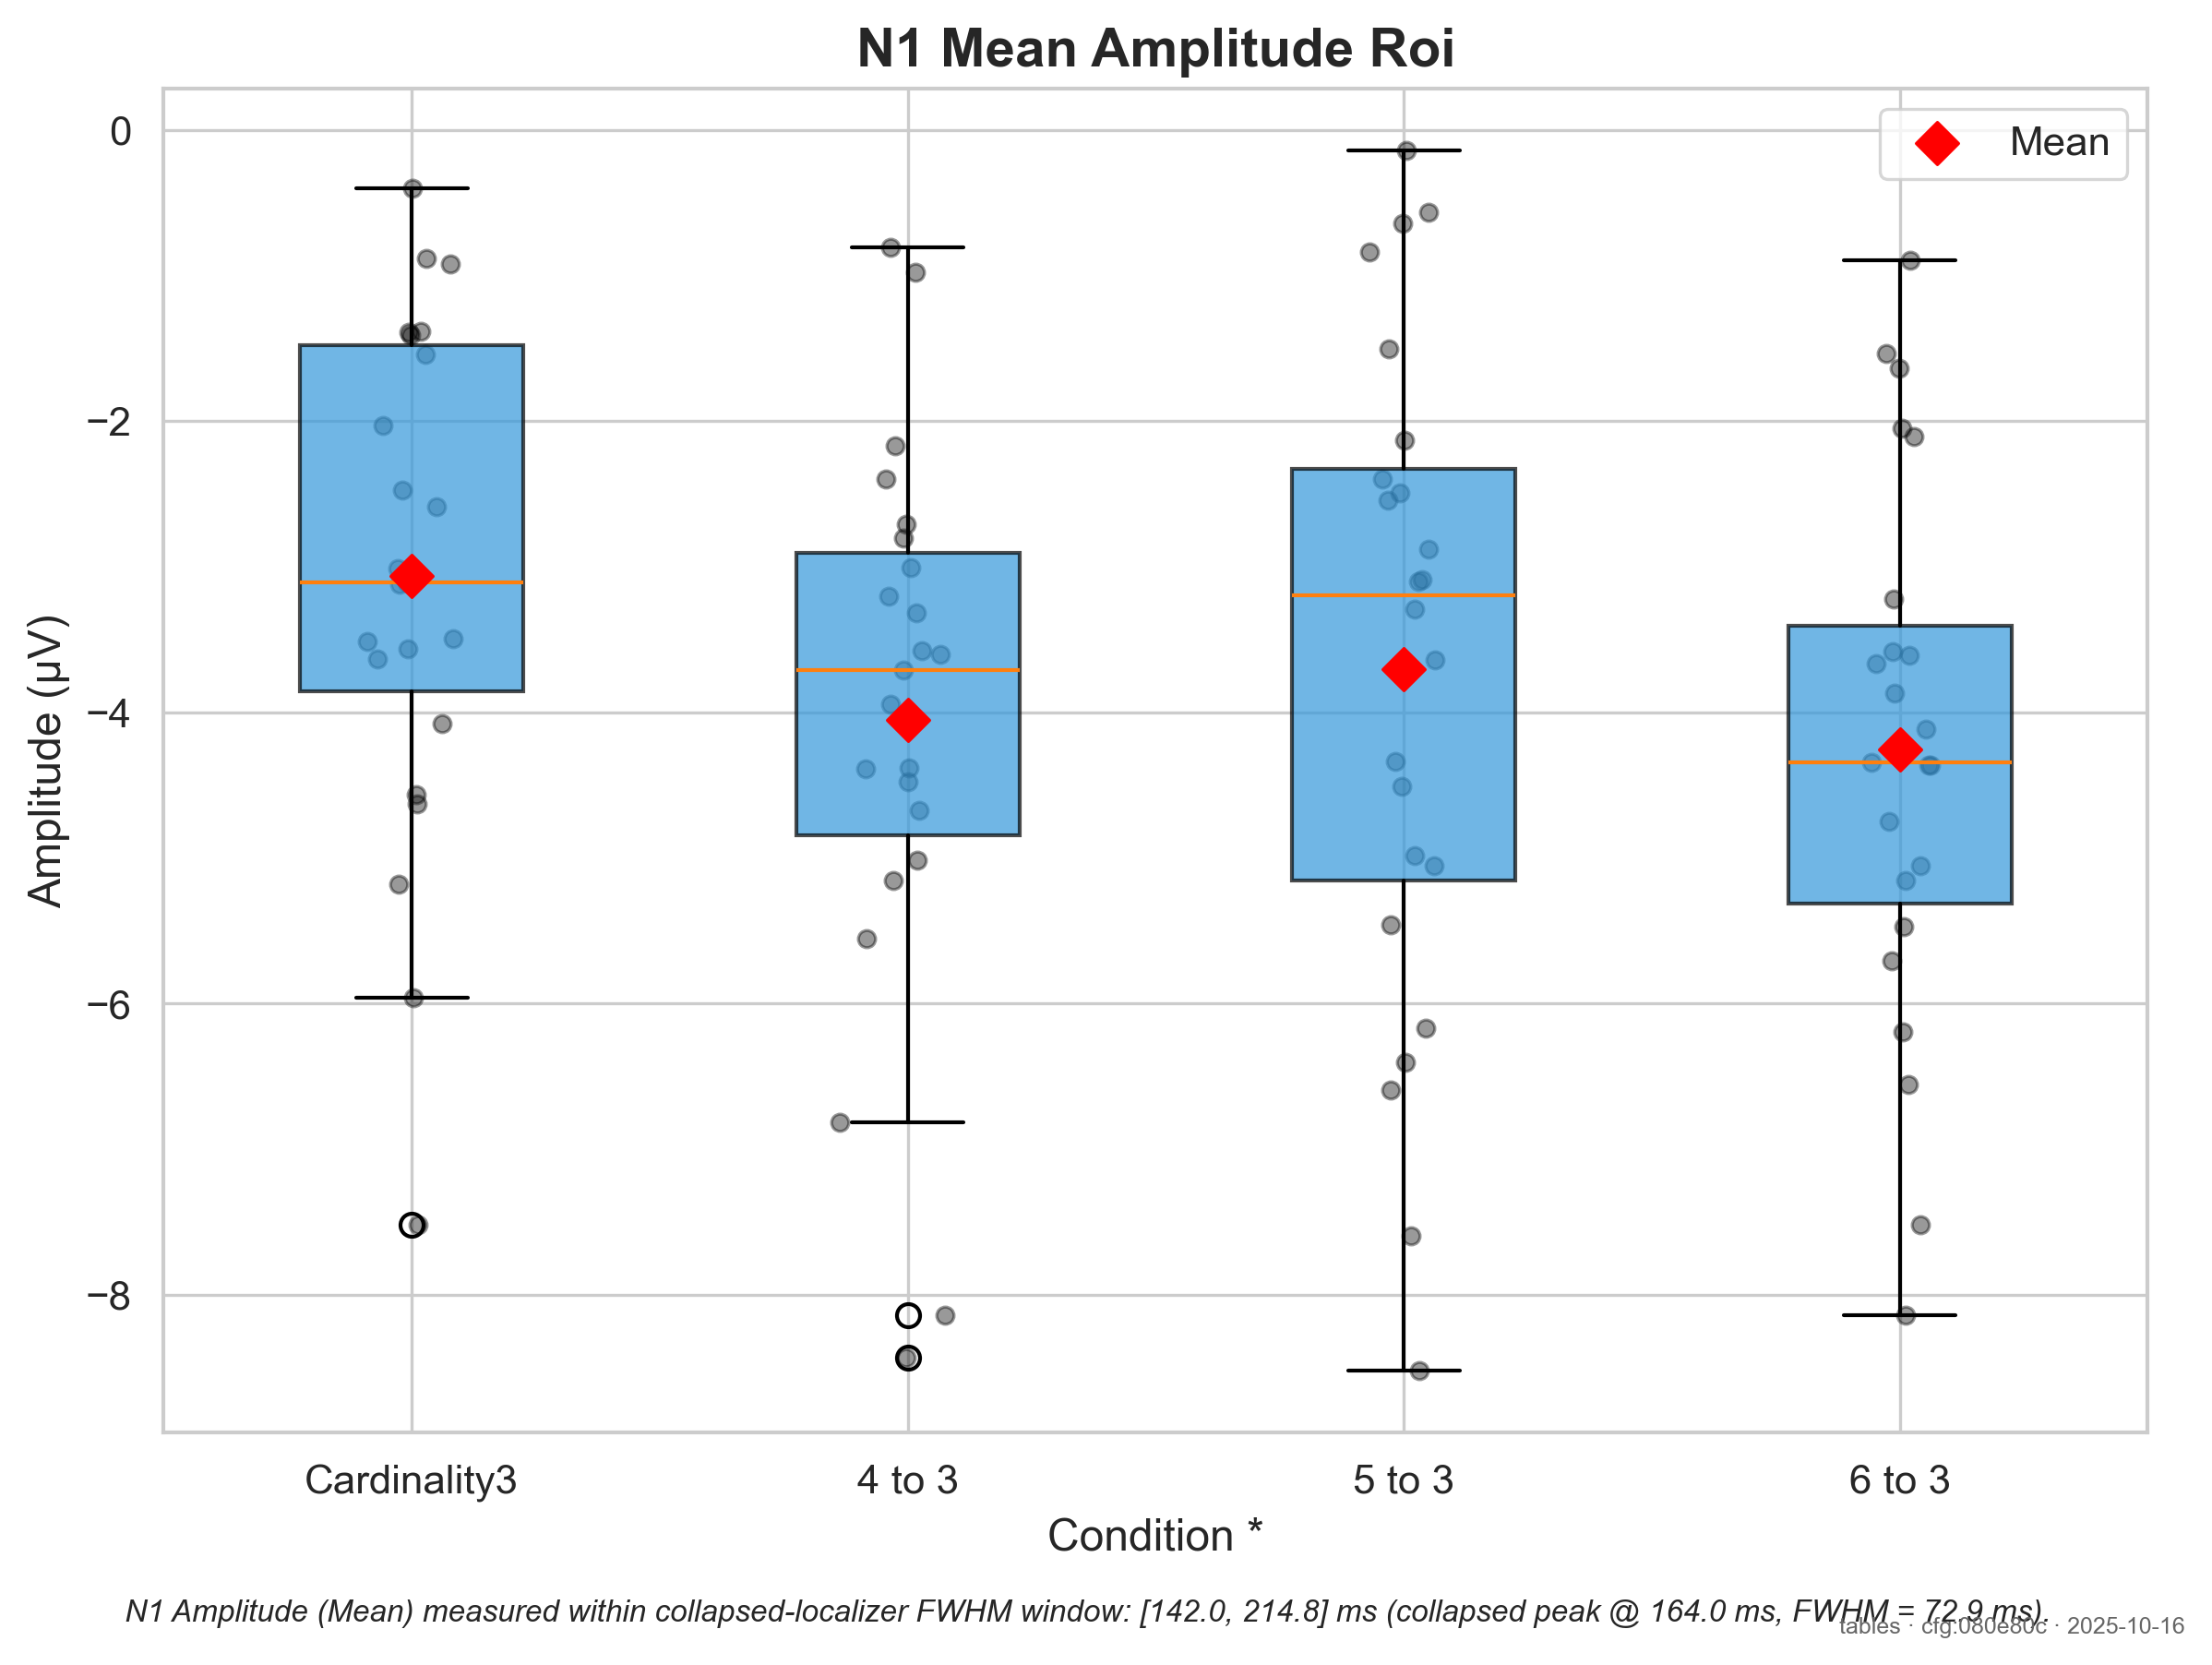 N1 Mean Amplitude Roi
Mean
0
−2
−4
−6
−8
Amplitude (µV)
Cardinality3 4 to 3 5 to 3 6 to 3
Condition *
N1 Amplitude (Mean) measured within collapsed-localizer FWHM window: [142.0, 214.8] ms (collapsed peak @ 164.0 ms, FWHM = 72.9 ms).
tables · cfg:080e80c · 2025-10-16